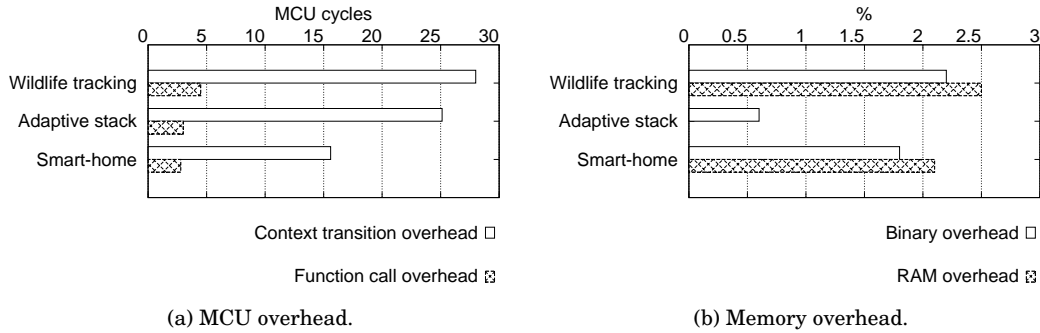 MCU cycles
0 5 10 15 20 25 30
Wildlife tracking
Adaptive stack
Smart-home
Context transition overhead
Function call overhead
(a) MCU overhead.
%
0 0.5 1 1.5 2 2.5 3
Wildlife tracking
Adaptive stack
Smart-home
Binary overhead
RAM overhead
(b) Memory overhead.